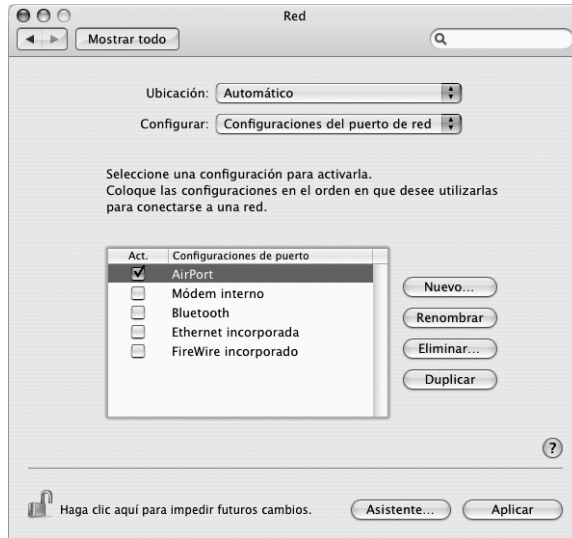 Red
Mostrar todo
Ubicación: Automático
Configurar: Configuraciones del puerto de red
Seleccione una configuración para activarla.
Coloque las configuraciones en el orden en que desee utilizarlas
para conectarse a una red.
Act. Configuraciones de puerto
AirPort
Módem interno
Bluetooth
Ethernet incorporada
FireWire incorporado
Nuevo...
Renombrar
Eliminar...
Duplicar
?
Haga clic aquí para impedir futuros cambios.
Asistente... Aplicar